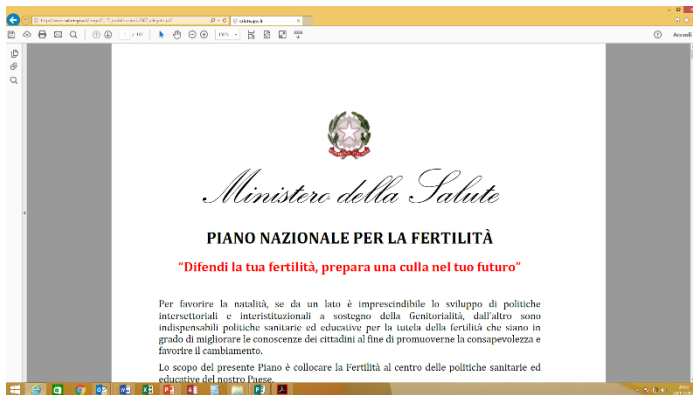 salute.gov.it
Accedi
Ministero della Salute
PIANO NAZIONALE PER LA FERTILITÀ
"Difendi la tua fertilità, prepara una culla nel tuo futuro"
Per favorire la natalità, se da un lato è imprescindibile lo sviluppo di politiche
intersettoriali e interistituzionali a sostegno della Genitorialità, dall'altro sono
indispensabili politiche sanitarie ed educative per la tutela della fertilità che siano in
grado di migliorare le conoscenze dei cittadini al fine di promuoverne la consapevolezza e
favorire il cambiamento.
Lo scopo del presente Piano è collocare la Fertilità al centro delle politiche sanitarie ed
educative del nostro Paese.